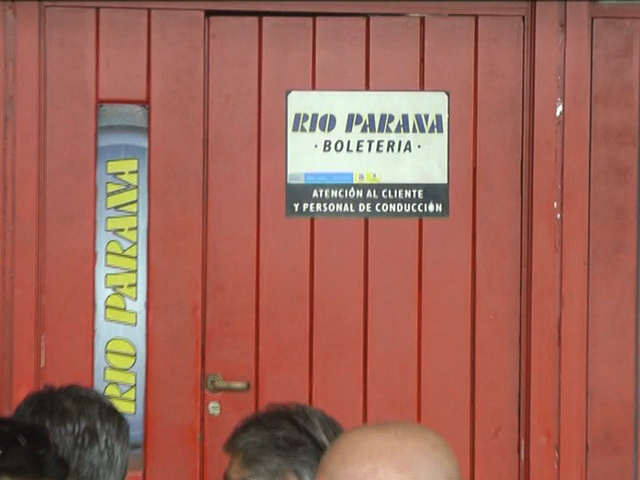 RIO PARANA
· BOLETERIA ·
ATENCIÓN AL CLIENTE
Y PERSONAL DE CONDUCCIÓN
RIO PARANA